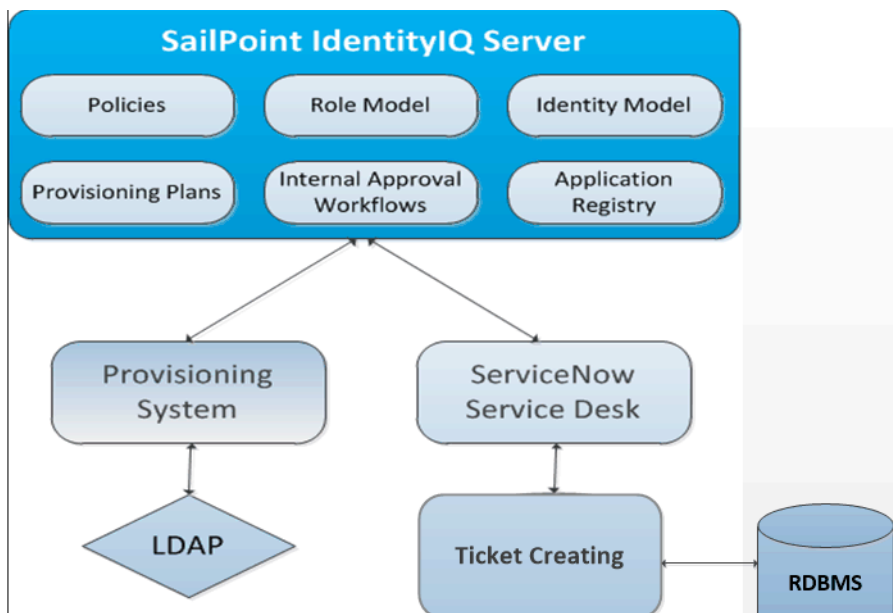 SailPoint IdentityIQ Server
Policies
Role Model
Identity Model
Provisioning Plans
Internal Approval
Workflows
Application
Registry
Provisioning
System
ServiceNow
Service Desk
LDAP
Ticket Creating
RDBMS